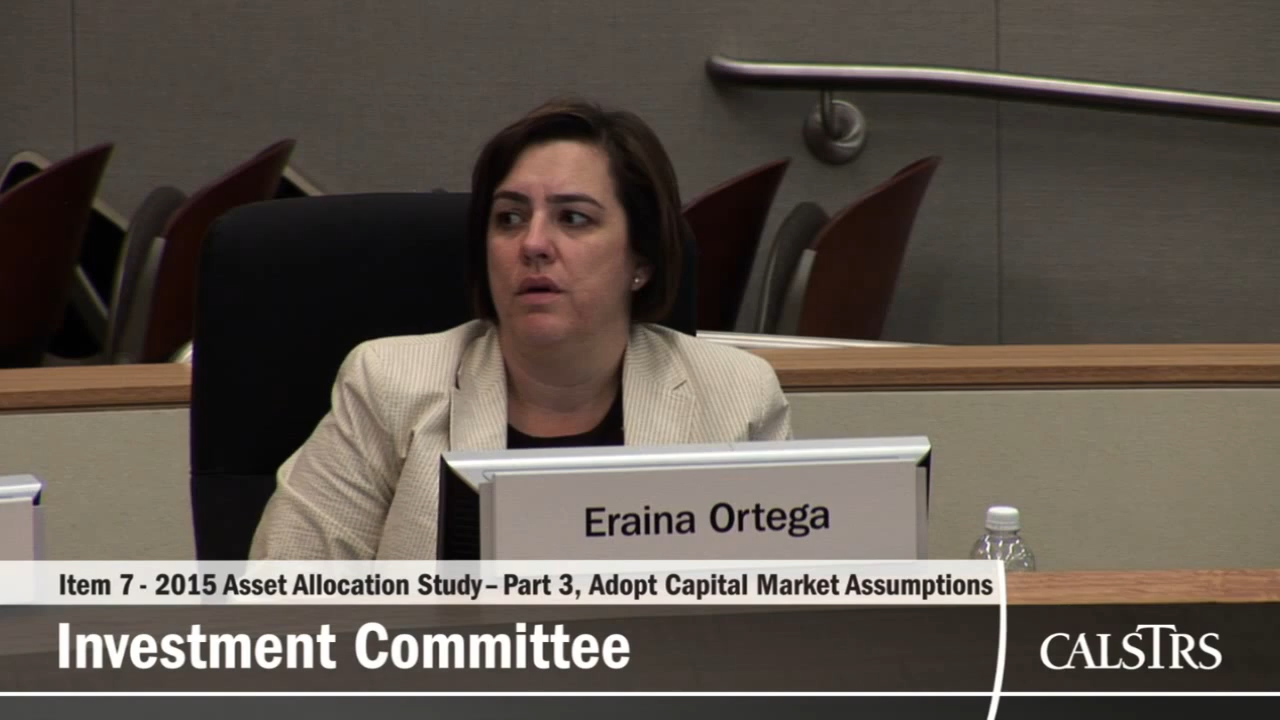 Eraina Ortega
Item 7 - 2015 Asset Allocation Study – Part 3, Adopt Capital Market Assumptions
Investment Committee
CALSTRS